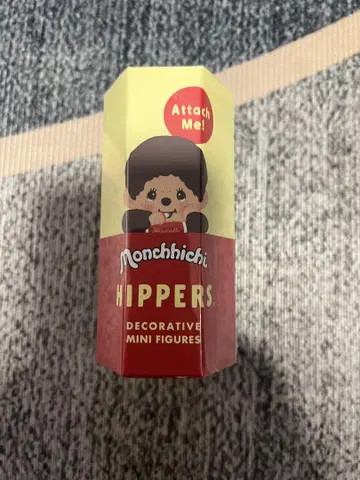 Attach
Me!
Monchhichi
HIPPERS
DECORATIVE
MINI FIGURES